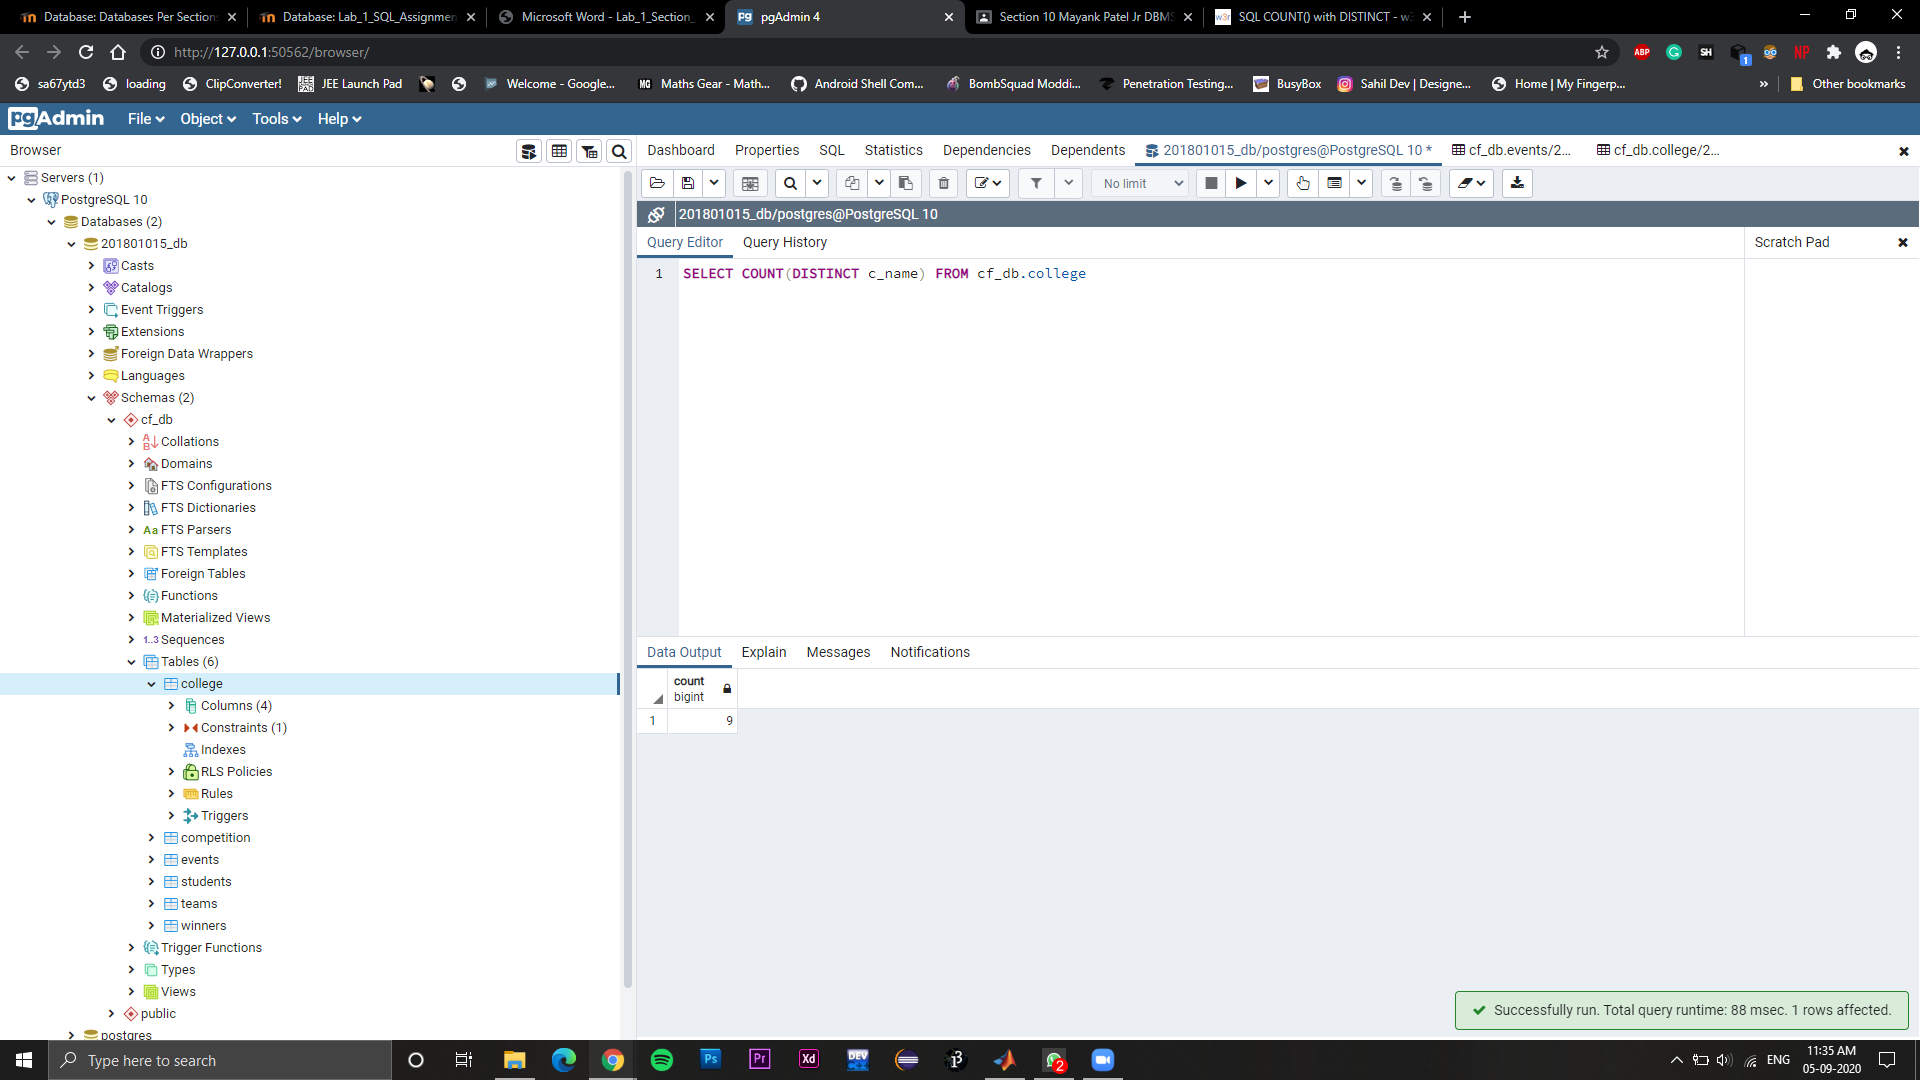 Database: Databases Per Section
Database: Lab_1_SQL_Assignmen
Microsoft Word - Lab_1_Section_
pgAdmin 4
Section 10 Mayank Patel Jr DBMS
SQL COUNT() with DISTINCT - w3
http://127.0.0.1:50562/browser/
sa67ytd3
loading
ClipConverter!
JEE Launch Pad
Welcome - Google...
Maths Gear - Math...
Android Shell Com...
BombSquad Moddi...
Penetration Testing...
BusyBox
Sahil Dev | Designe...
Home | My Fingerp...
Other bookmarks
pgAdmin
File
Object
Tools
Help
Browser
Dashboard
Properties
SQL
Statistics
Dependencies
Dependents
201801015_db/postgres@PostgreSQL 10 *
cf_db.events/2...
cf_db.college/2...
No limit
201801015_db/postgres@PostgreSQL 10
Query Editor
Query History
Scratch Pad
1 SELECT COUNT(DISTINCT c_name) FROM cf_db.college
Servers (1)
PostgreSQL 10
Databases (2)
201801015_db
Casts
Catalogs
Event Triggers
Extensions
Foreign Data Wrappers
Languages
Schemas (2)
cf_db
Collations
Domains
FTS Configurations
FTS Dictionaries
FTS Parsers
FTS Templates
Foreign Tables
Functions
Materialized Views
1..3 Sequences
Tables (6)
college
Columns (4)
Constraints (1)
Indexes
RLS Policies
Rules
Triggers
competition
events
students
teams
winners
Trigger Functions
Types
Views
public
postgres
Data Output
Explain
Messages
Notifications
count
bigint
1 9
Successfully run. Total query runtime: 88 msec. 1 rows affected.
Type here to search
ENG
11:35 AM
05-09-2020